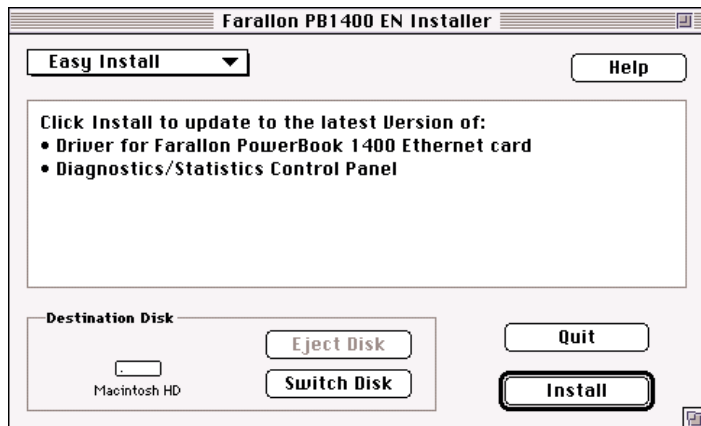 Farallon PB1400 EN Installer
Easy Install
Help
Click Install to update to the latest Version of:
• Driver for Farallon PowerBook 1400 Ethernet card
• Diagnostics/Statistics Control Panel
Destination Disk
Eject Disk
Quit
Macintosh HD
Switch Disk
Install